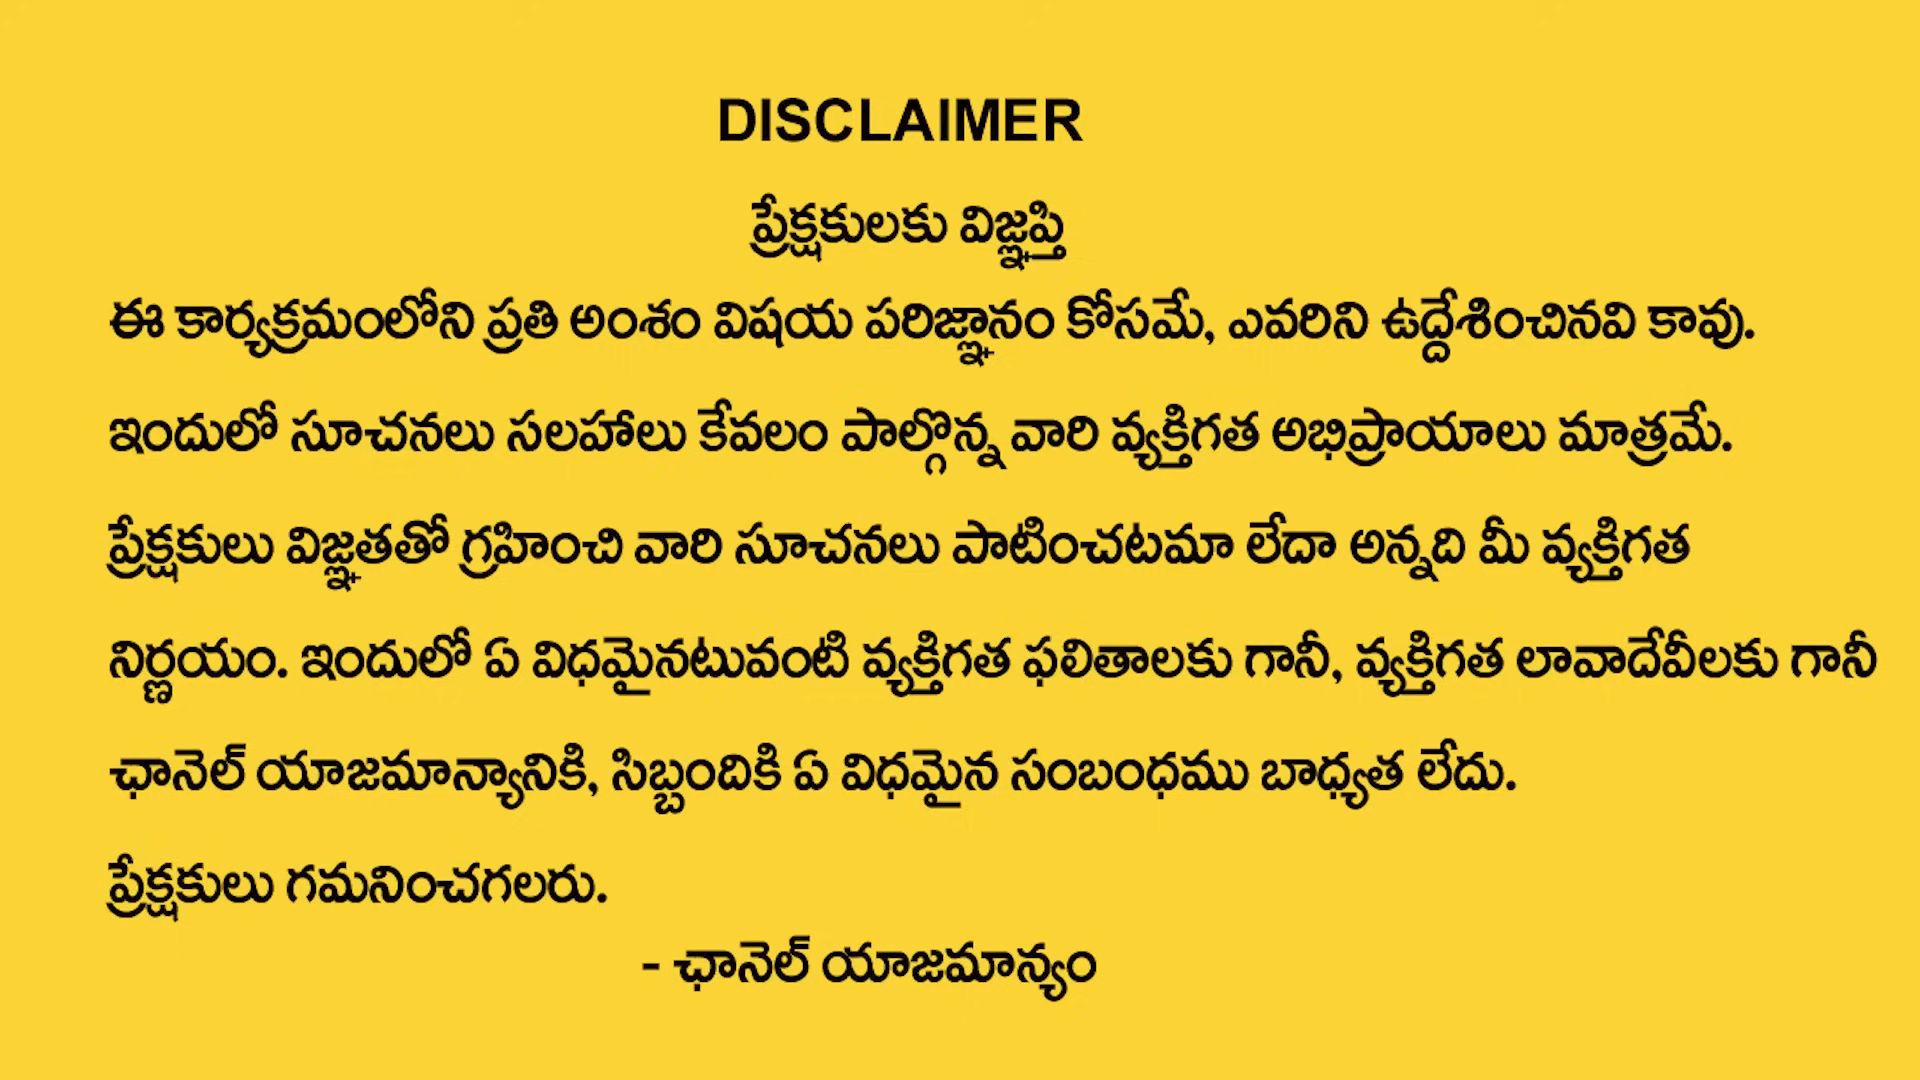 DISCLAIMER
ప్రేక్షకులకు విజ్ఞప్తి
ఈ కార్యక్రమంలోని ప్రతి అంశం విషయ పరిజ్ఞానం కోసమే, ఎవరిని ఉద్దేశించినవి కావు.
ఇందులో సూచనలు సలహాలు కేవలం పాల్గొన్న వారి వ్యక్తిగత అభిప్రాయాలు మాత్రమే.
ప్రేక్షకులు విజ్ఞతతో గ్రహించి వారి సూచనలు పాటించటమా లేదా అన్నది మీ వ్యక్తిగత
నిర్ణయం. ఇందులో ఏ విధమైనటువంటి వ్యక్తిగత ఫలితాలకు గానీ, వ్యక్తిగత లావాదేవీలకు గానీ
ఛానెల్ యాజమాన్యానికి, సిబ్బందికి ఏ విధమైన సంబంధము బాధ్యత లేదు.
ప్రేక్షకులు గమనించగలరు.
- ఛానెల్ యాజమాన్యం